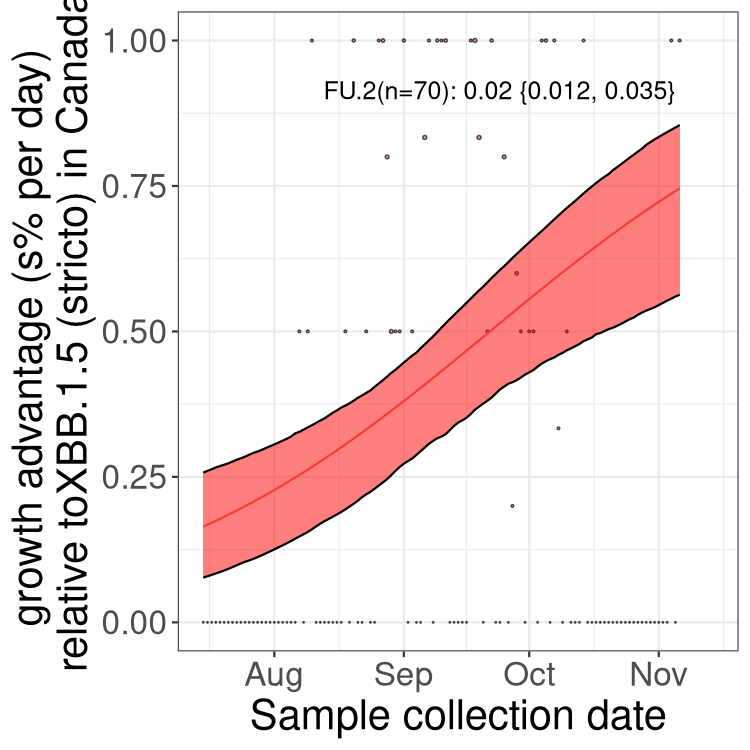 growth advantage (s% per day)
relative toXBB.1.5 (stricto) in Canada
1.00
0.75
0.50
0.25
0.00
FU.2(n=70): 0.02 {0.012, 0.035}
Aug Sep Oct Nov
Sample collection date